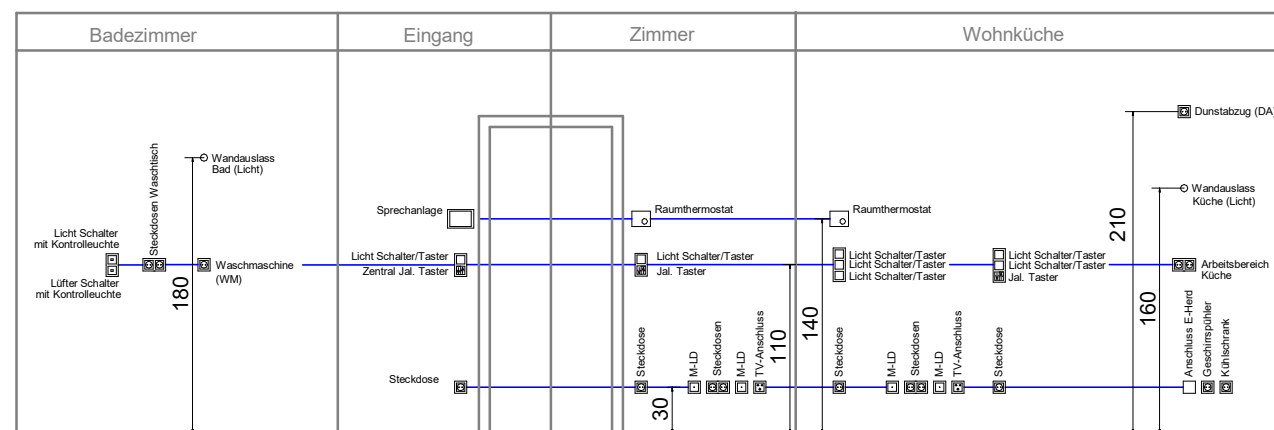 Badezimmer
Eingang
Zimmer
Wohnküche
Licht Schalter
mit Kontrolleuchte
Lüfter Schalter
mit Kontrolleuchte
Steckdosen Waschtisch
Wandauslass
Bad (Licht)
Waschmaschine
(WM)
180
Sprechanlage
Licht Schalter/Taster
Zentral Jal. Taster
Steckdose
Raumthermostat
Licht Schalter/Taster
Jal. Taster
Steckdose
M-LD
Steckdosen
M-LD
TV-Anschluss
30
110
140
Raumthermostat
Licht Schalter/Taster
Licht Schalter/Taster
Licht Schalter/Taster
Steckdose
M-LD
Steckdosen
M-LD
TV-Anschluss
Licht Schalter/Taster
Licht Schalter/Taster
Jal. Taster
Steckdose
210
160
Dunstabzug (DA)
Wandauslass
Küche (Licht)
Arbeitsbereich
Küche
Anschluss E-Herd
Geschirrspühler
Kühlschrank